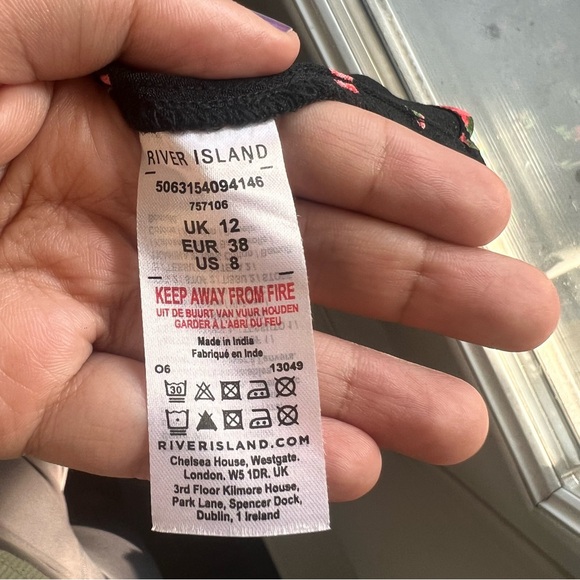 RIVER ISLAND
5063154094146
757106
UK 12
EUR 38
US 8
KEEP AWAY FROM FIRE
UIT DE BUURT VAN VUUR HOUDEN
GARDER À L'ABRI DU FEU
Made in India
Fabriqué en Inde
O6 13049
30
RIVERISLAND.COM
Chelsea House, Westgate.
London. W5 1DR. UK
3rd Floor Kilmore House,
Park Lane, Spencer Dock,
Dublin, 1 Ireland